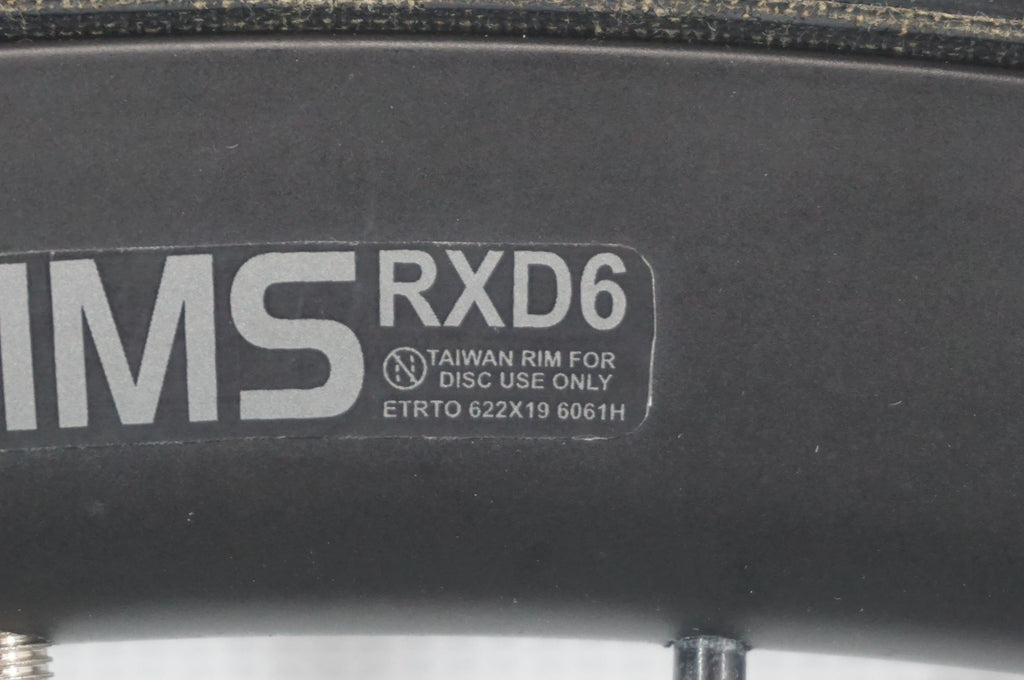 IMS
RXD6
TAIWAN RIM FOR
DISC USE ONLY
ETRTO 622X19 6061H